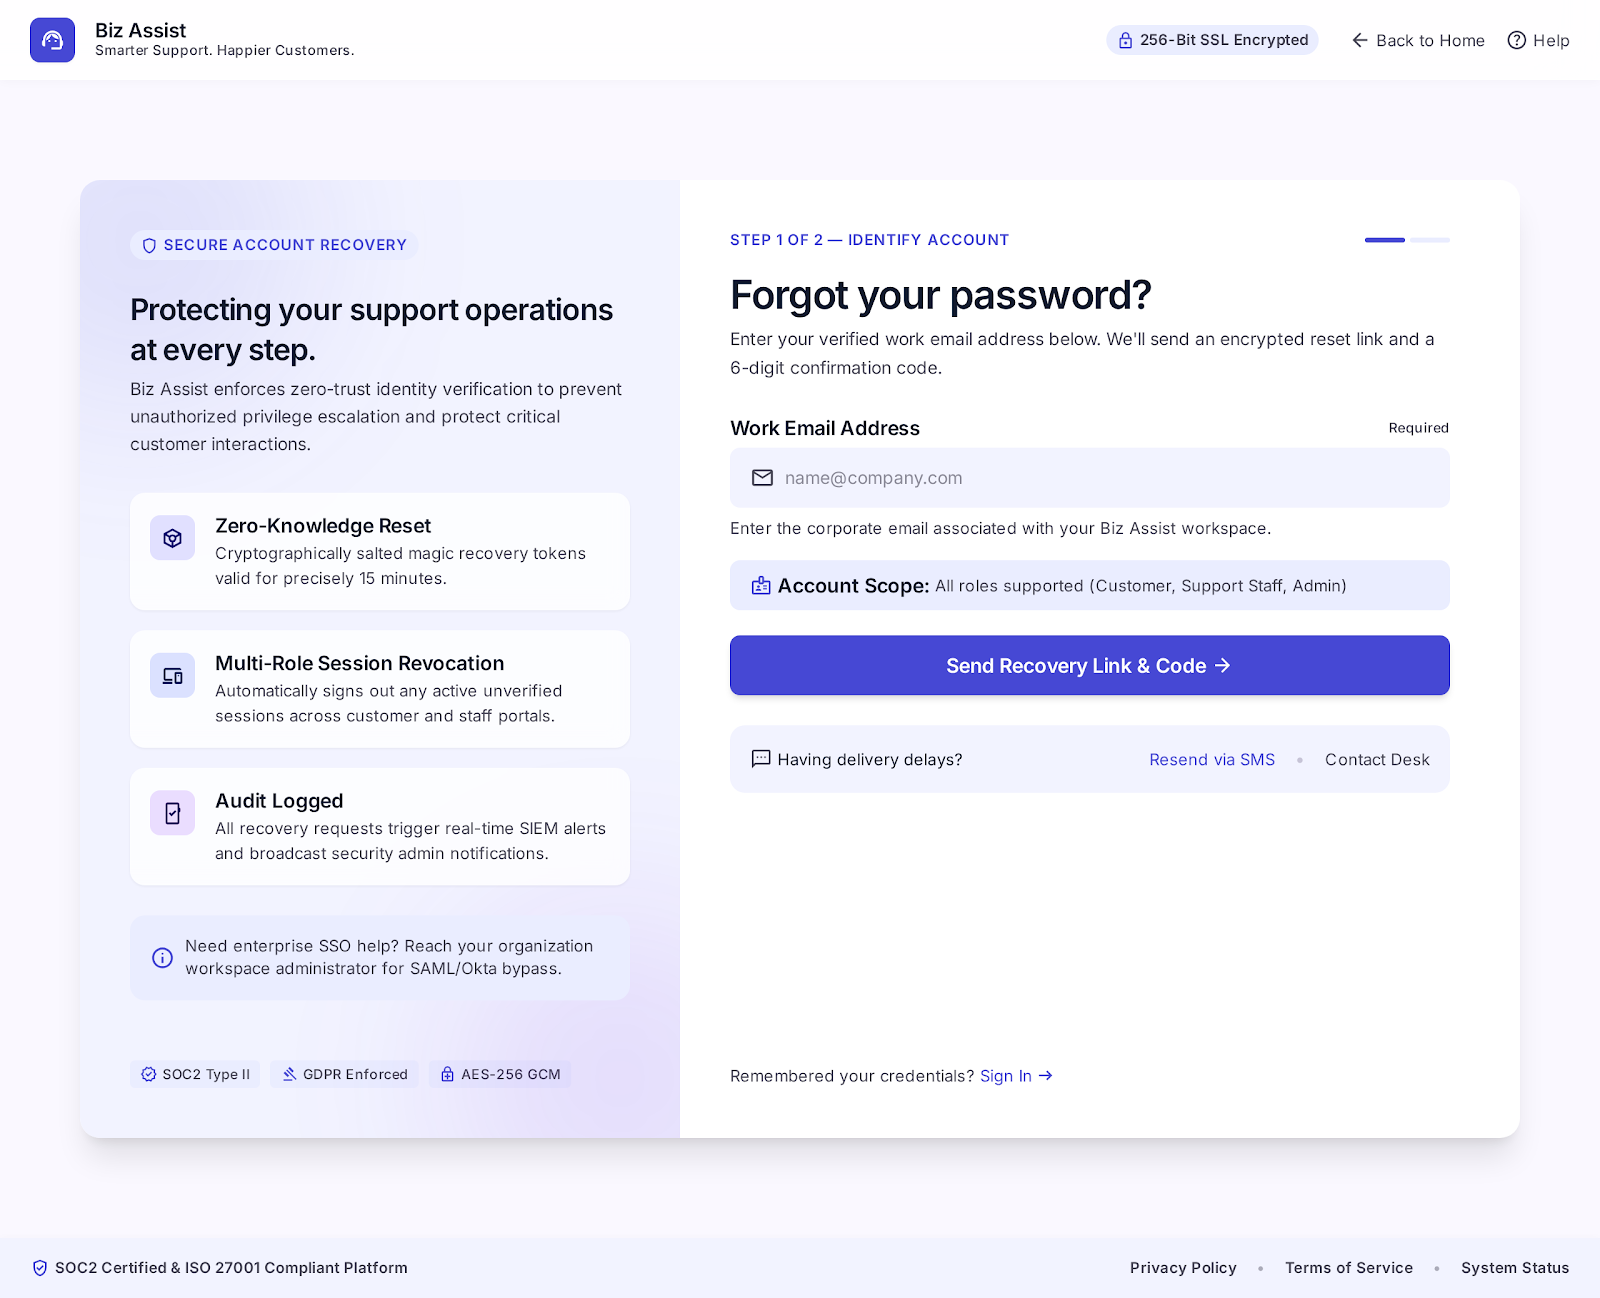 Biz Assist
Smarter Support. Happier Customers.
256-Bit SSL Encrypted
Back to Home
Help
SECURE ACCOUNT RECOVERY
Protecting your support operations
at every step.
Biz Assist enforces zero-trust identity verification to prevent
unauthorized privilege escalation and protect critical
customer interactions.
Zero-Knowledge Reset
Cryptographically salted magic recovery tokens
valid for precisely 15 minutes.
Multi-Role Session Revocation
Automatically signs out any active unverified
sessions across customer and staff portals.
Audit Logged
All recovery requests trigger real-time SIEM alerts
and broadcast security admin notifications.
Need enterprise SSO help? Reach your organization
workspace administrator for SAML/Okta bypass.
SOC2 Type II
GDPR Enforced
AES-256 GCM
STEP 1 OF 2 — IDENTIFY ACCOUNT
Forgot your password?
Enter your verified work email address below. We'll send an encrypted reset link and a
6-digit confirmation code.
Work Email Address
Required
name@company.com
Enter the corporate email associated with your Biz Assist workspace.
Account Scope: All roles supported (Customer, Support Staff, Admin)
Send Recovery Link & Code →
Having delivery delays?
Resend via SMS • Contact Desk
Remembered your credentials? Sign In →
SOC2 Certified & ISO 27001 Compliant Platform
Privacy Policy • Terms of Service • System Status